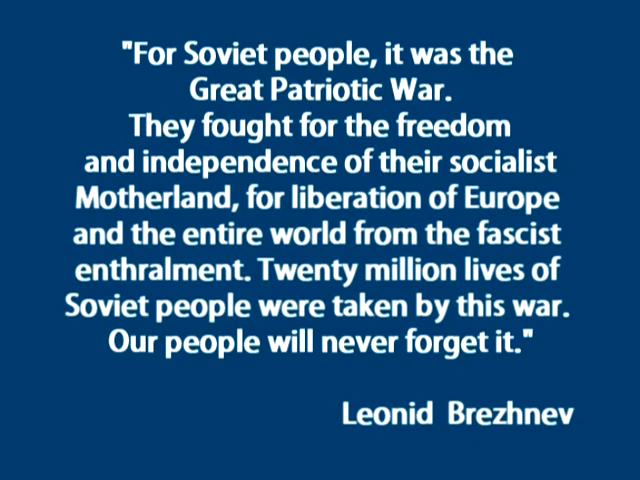 "For Soviet people, it was the
Great Patriotic War.
They fought for the freedom
and independence of their socialist
Motherland, for liberation of Europe
and the entire world from the fascist
enthralment. Twenty million lives of
Soviet people were taken by this war.
Our people will never forget it."
Leonid Brezhnev